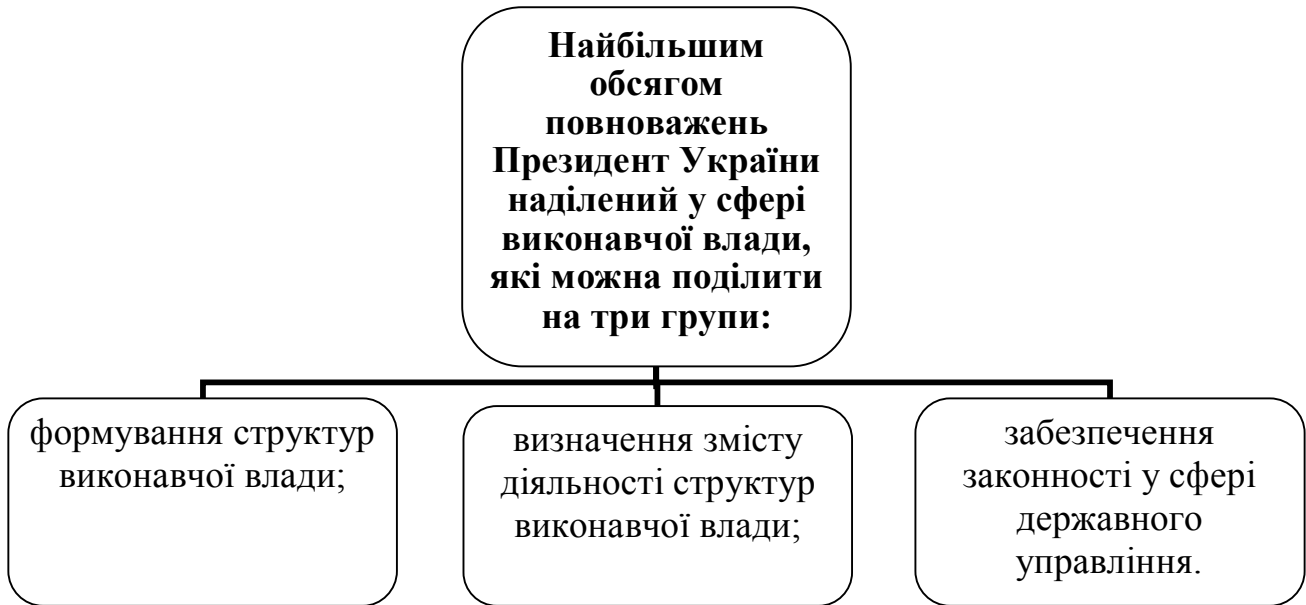 Найбільшим
обсягом
повноважень
Президент України
наділений у сфері
виконавчої влади,
які можна поділити
на три групи:
формування структур
виконавчої влади;
визначення змісту
діяльності структур
виконавчої влади;
забезпечення
законності у сфері
державного
управління.